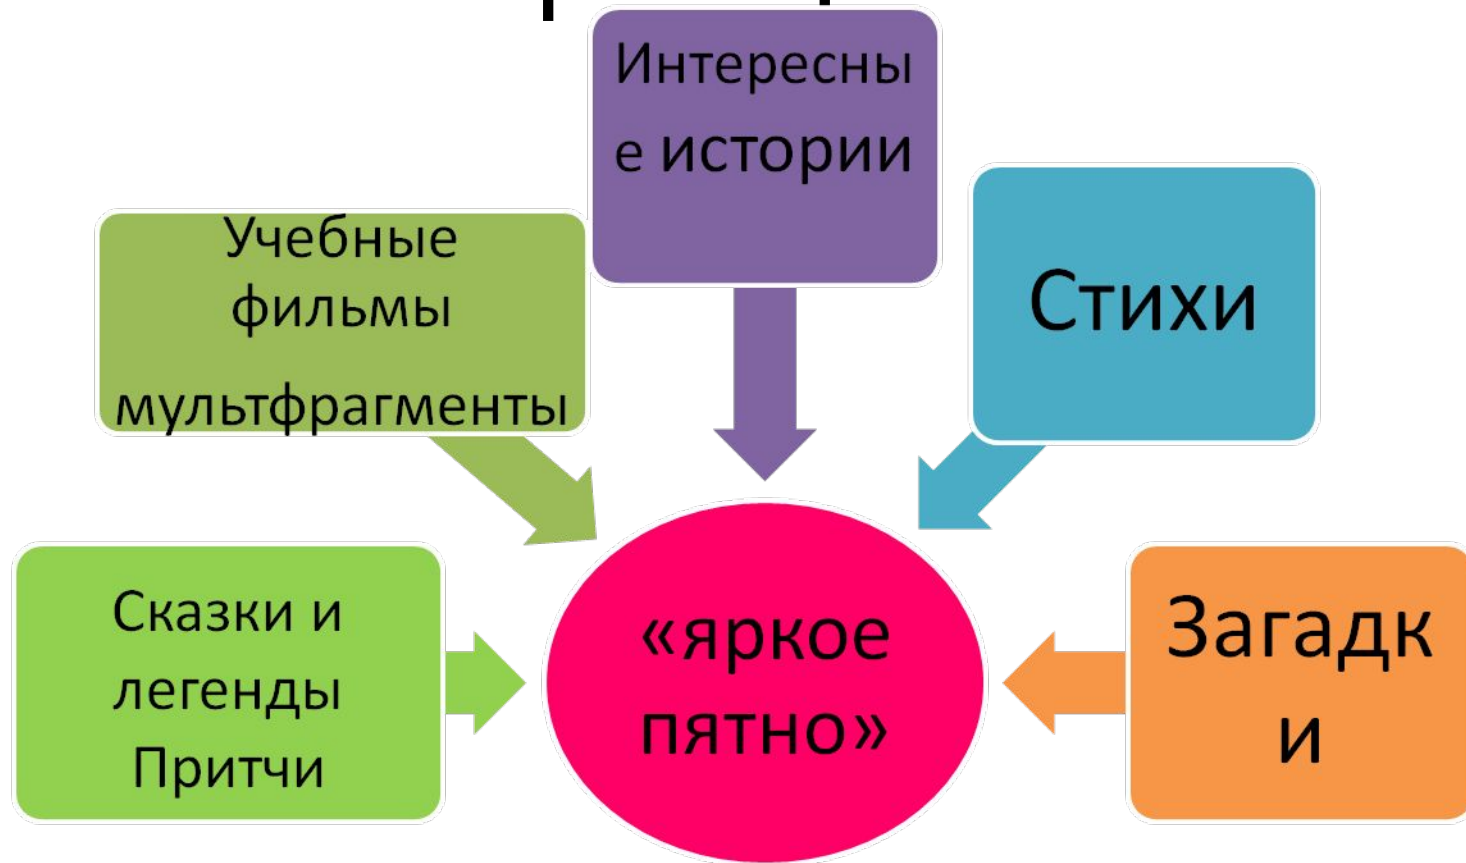 Интересны
е истории
Учебные
фильмы
мультфрагменты
Стихи
Сказки и
легенды
Притчи
«яркое
пятно»
Загадк
и